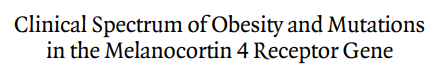 Clinical Spectrum of Obesity and Mutations
in the Melanocortin 4 Receptor Gene